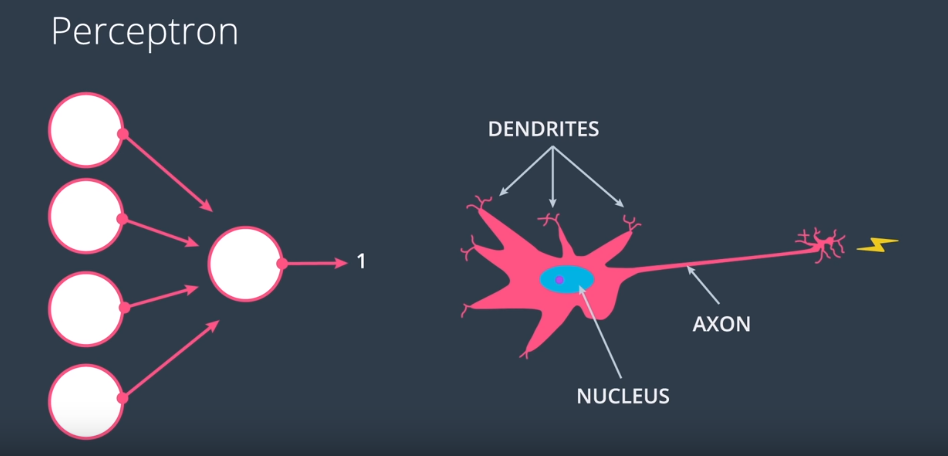 Perceptron
DENDRITES
1
AXON
NUCLEUS